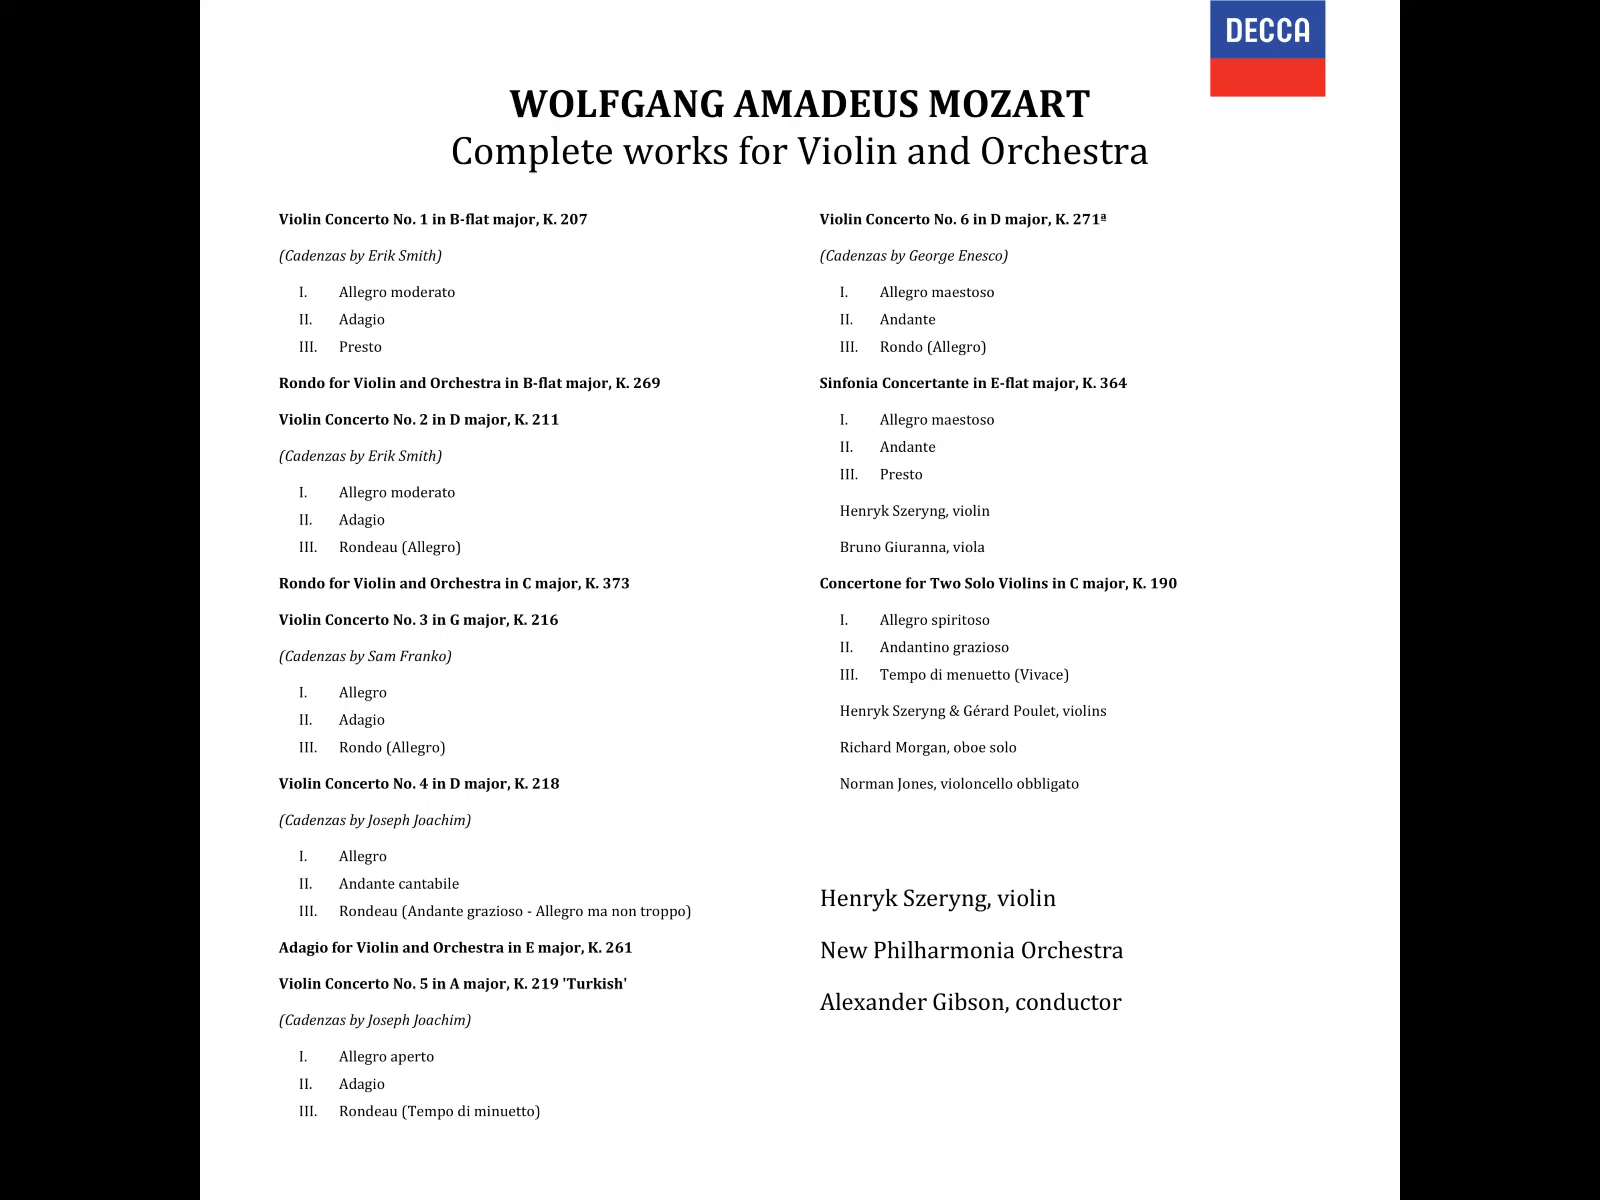 DECCA
WOLFGANG AMADEUS MOZART
Complete works for Violin and Orchestra
Violin Concerto No. 1 in B-flat major, K. 207
(Cadenzas by Erik Smith)
I. Allegro moderato
II. Adagio
III. Presto
Rondo for Violin and Orchestra in B-flat major, K. 269
Violin Concerto No. 2 in D major, K. 211
(Cadenzas by Erik Smith)
I. Allegro moderato
II. Adagio
III. Rondeau (Allegro)
Rondo for Violin and Orchestra in C major, K. 373
Violin Concerto No. 3 in G major, K. 216
(Cadenzas by Sam Franko)
I. Allegro
II. Adagio
III. Rondo (Allegro)
Violin Concerto No. 4 in D major, K. 218
(Cadenzas by Joseph Joachim)
I. Allegro
II. Andante cantabile
III. Rondeau (Andante grazioso - Allegro ma non troppo)
Adagio for Violin and Orchestra in E major, K. 261
Violin Concerto No. 5 in A major, K. 219 'Turkish'
(Cadenzas by Joseph Joachim)
I. Allegro aperto
II. Adagio
III. Rondeau (Tempo di minuetto)
Violin Concerto No. 6 in D major, K. 271ª
(Cadenzas by George Enesco)
I. Allegro maestoso
II. Andante
III. Rondo (Allegro)
Sinfonia Concertante in E-flat major, K. 364
I. Allegro maestoso
II. Andante
III. Presto
Henryk Szeryng, violin
Bruno Giuranna, viola
Concertone for Two Solo Violins in C major, K. 190
I. Allegro spiritoso
II. Andantino grazioso
III. Tempo di menuetto (Vivace)
Henryk Szeryng & Gérard Poulet, violins
Richard Morgan, oboe solo
Norman Jones, violoncello obbligato
Henryk Szeryng, violin
New Philharmonia Orchestra
Alexander Gibson, conductor